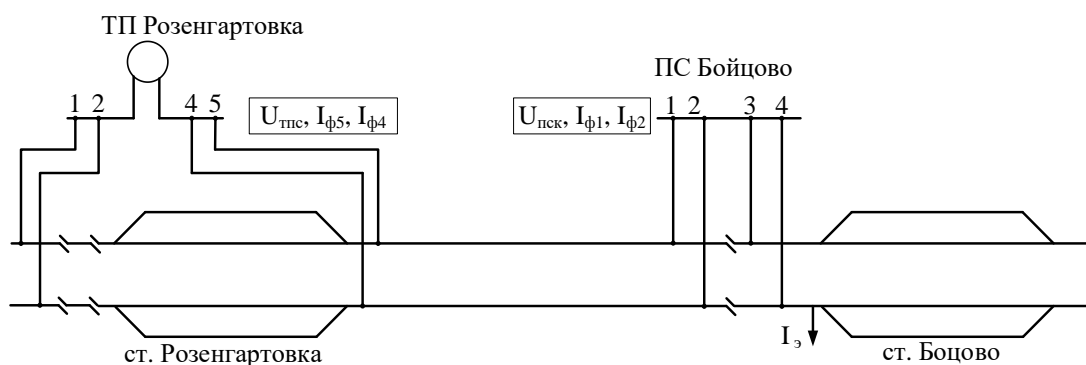 ТП Розенгартовка
ПС Бойцово
1 2 4 5
1 2 3 4
Uтпс, Iф5, Iф4
Uпск, Iф1, Iф2
Iэ
ст. Розенгартовка
ст. Боцово